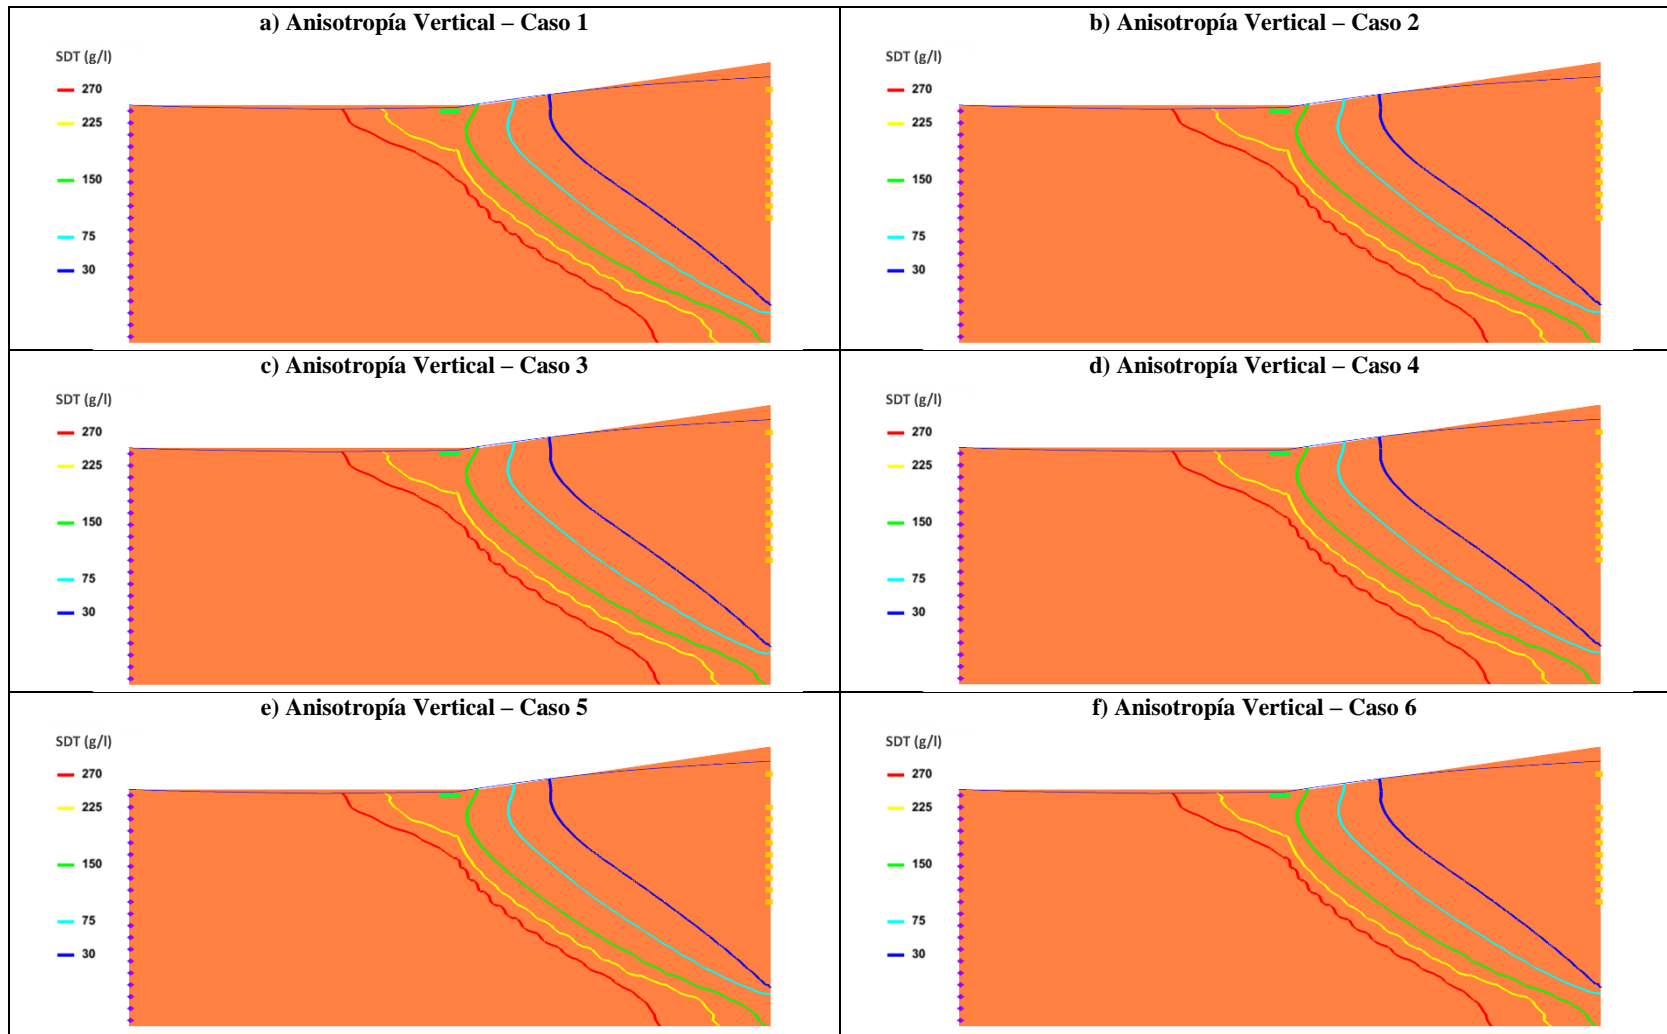 a) Anisotropía Vertical – Caso 1
SDT (g/l)
270
225
150
75
30
b) Anisotropía Vertical – Caso 2
SDT (g/l)
270
225
150
75
30
c) Anisotropía Vertical – Caso 3
SDT (g/l)
270
225
150
75
30
d) Anisotropía Vertical – Caso 4
SDT (g/l)
270
225
150
75
30
e) Anisotropía Vertical – Caso 5
SDT (g/l)
270
225
150
75
30
f) Anisotropía Vertical – Caso 6
SDT (g/l)
270
225
150
75
30